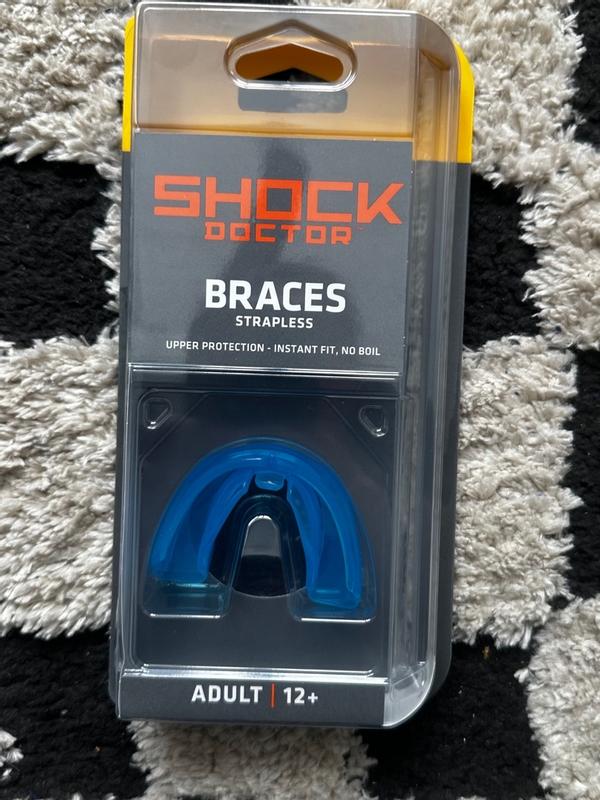 SHOCK
DOCTOR
BRACES
STRAPLESS
UPPER PROTECTION - INSTANT FIT, NO BOIL
ADULT | 12+